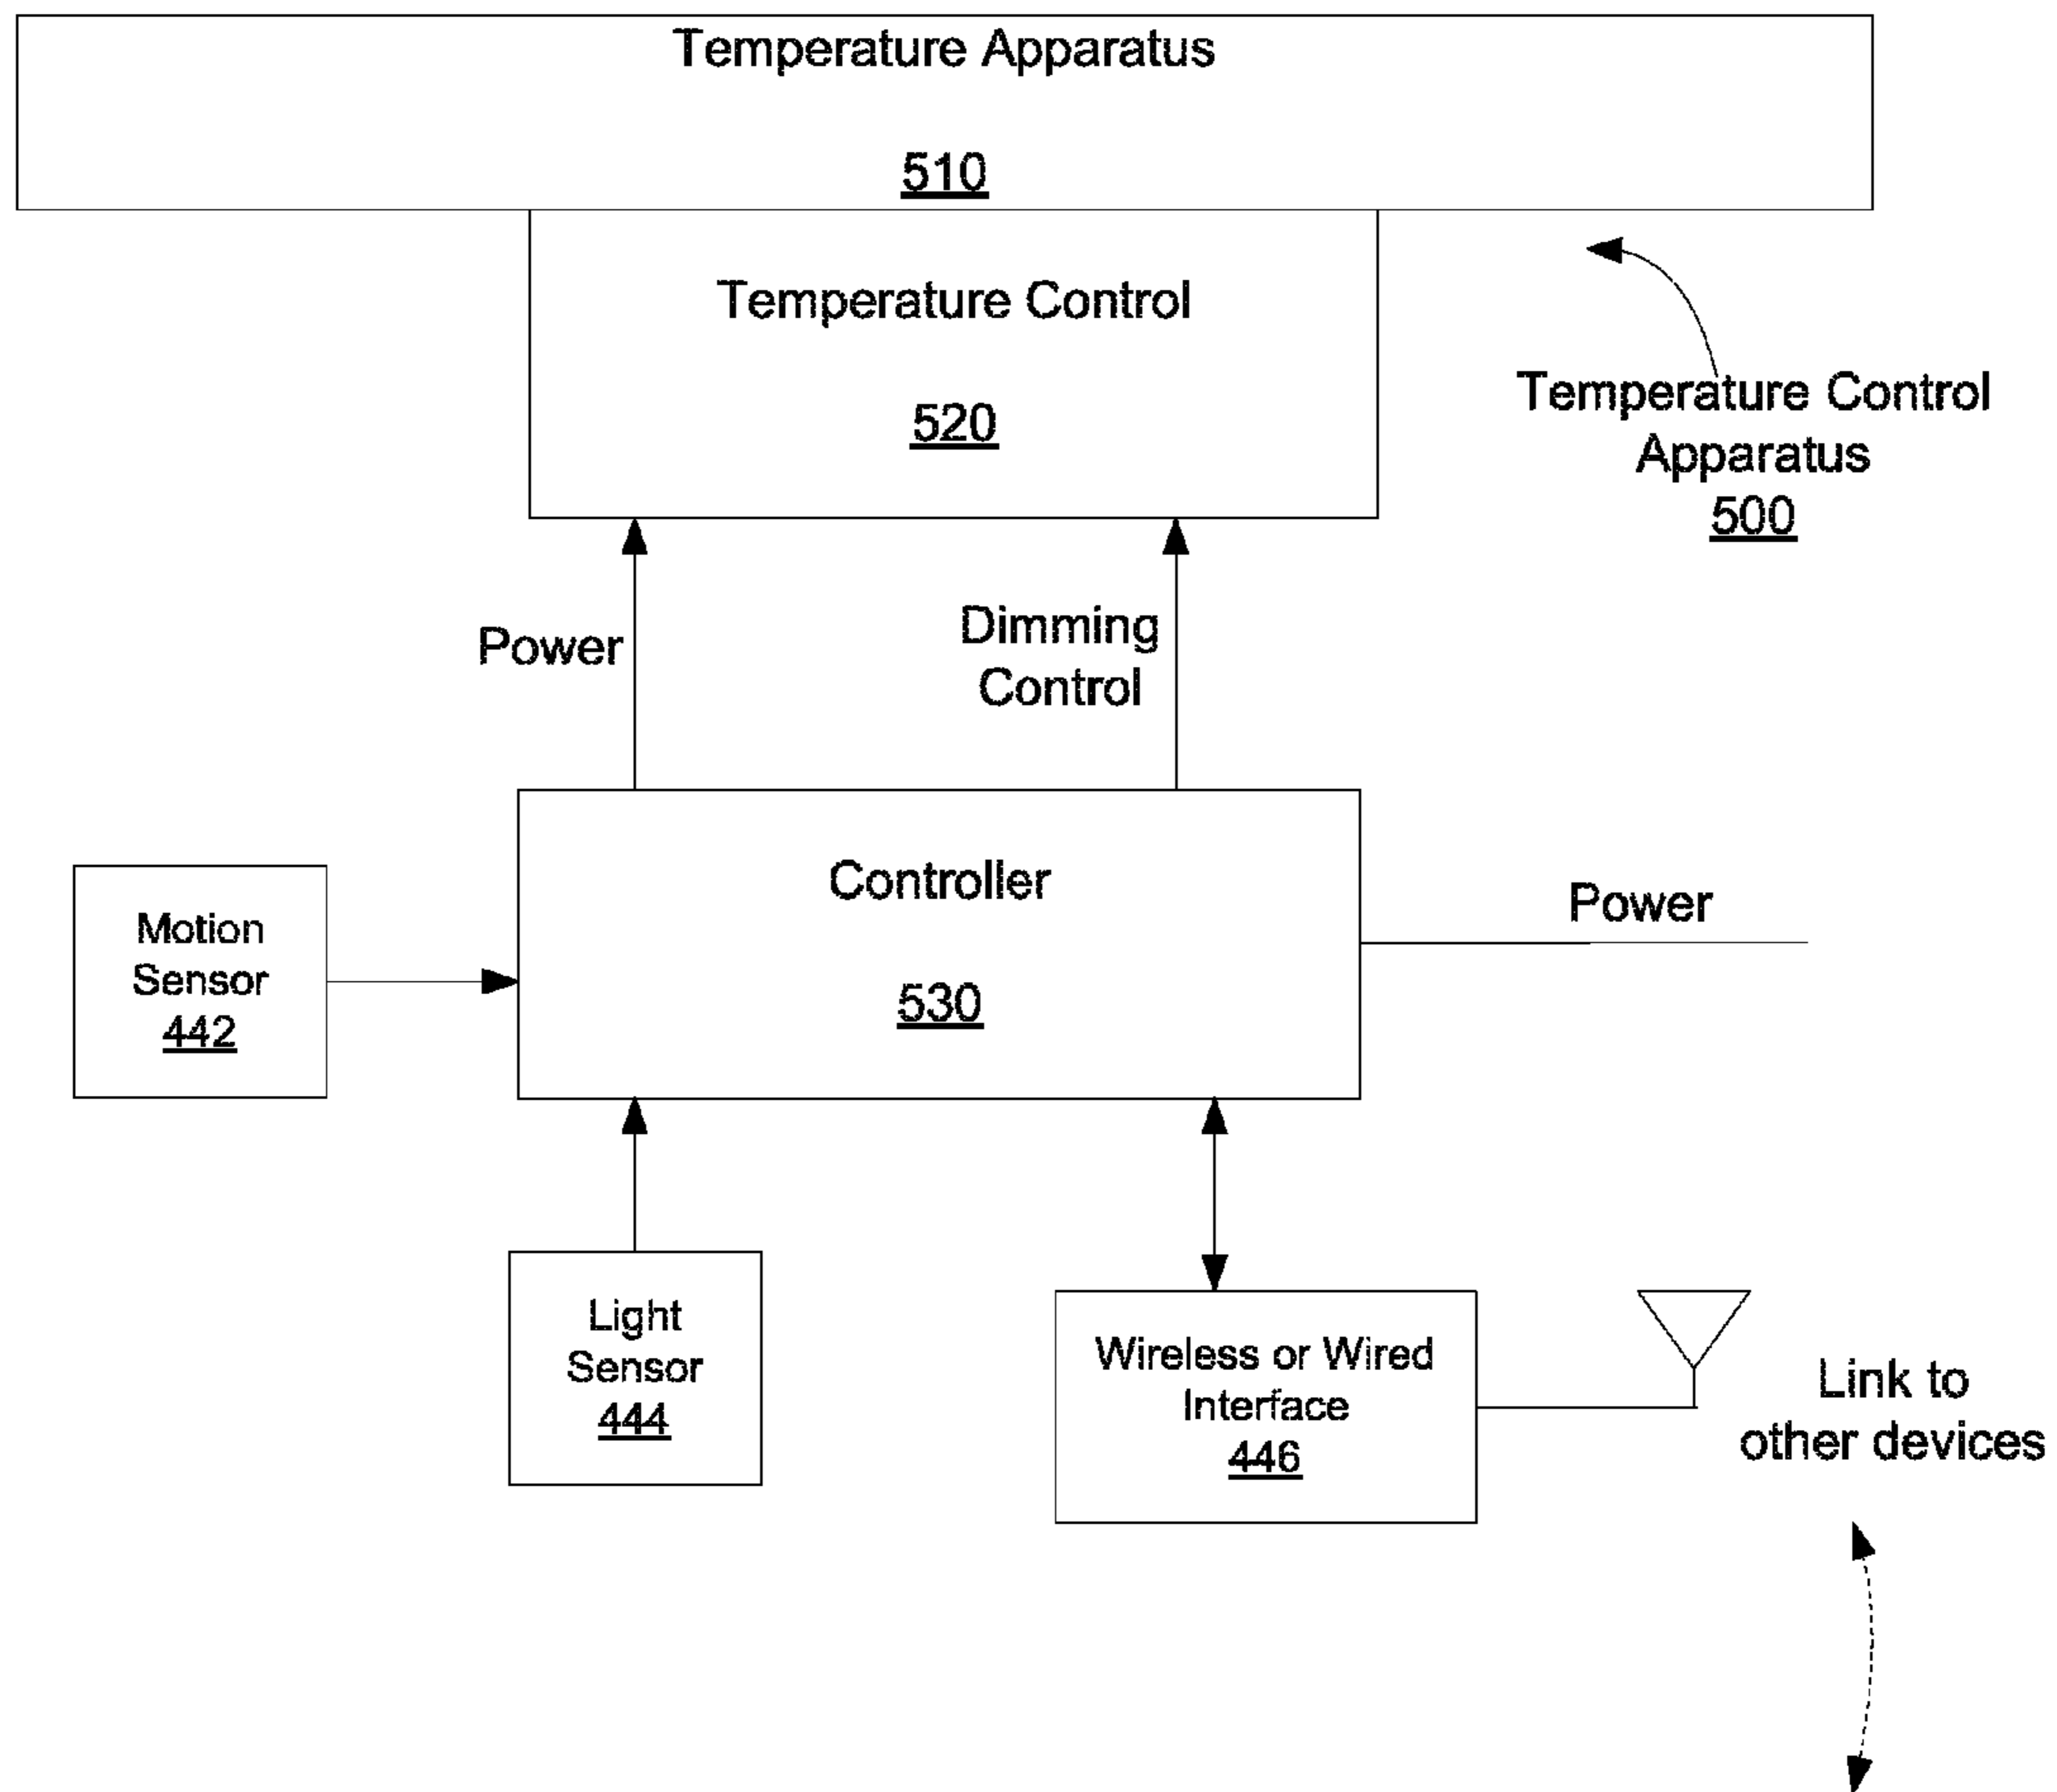 Temperature Apparatus
510
Temperature Control
520
Temperature Control
Apparatus
500
Power
Dimming
Control
Controller
530
Power
Motion
Sensor
442
Light
Sensor
444
Wireless or Wired
Interface
446
Link to
other devices